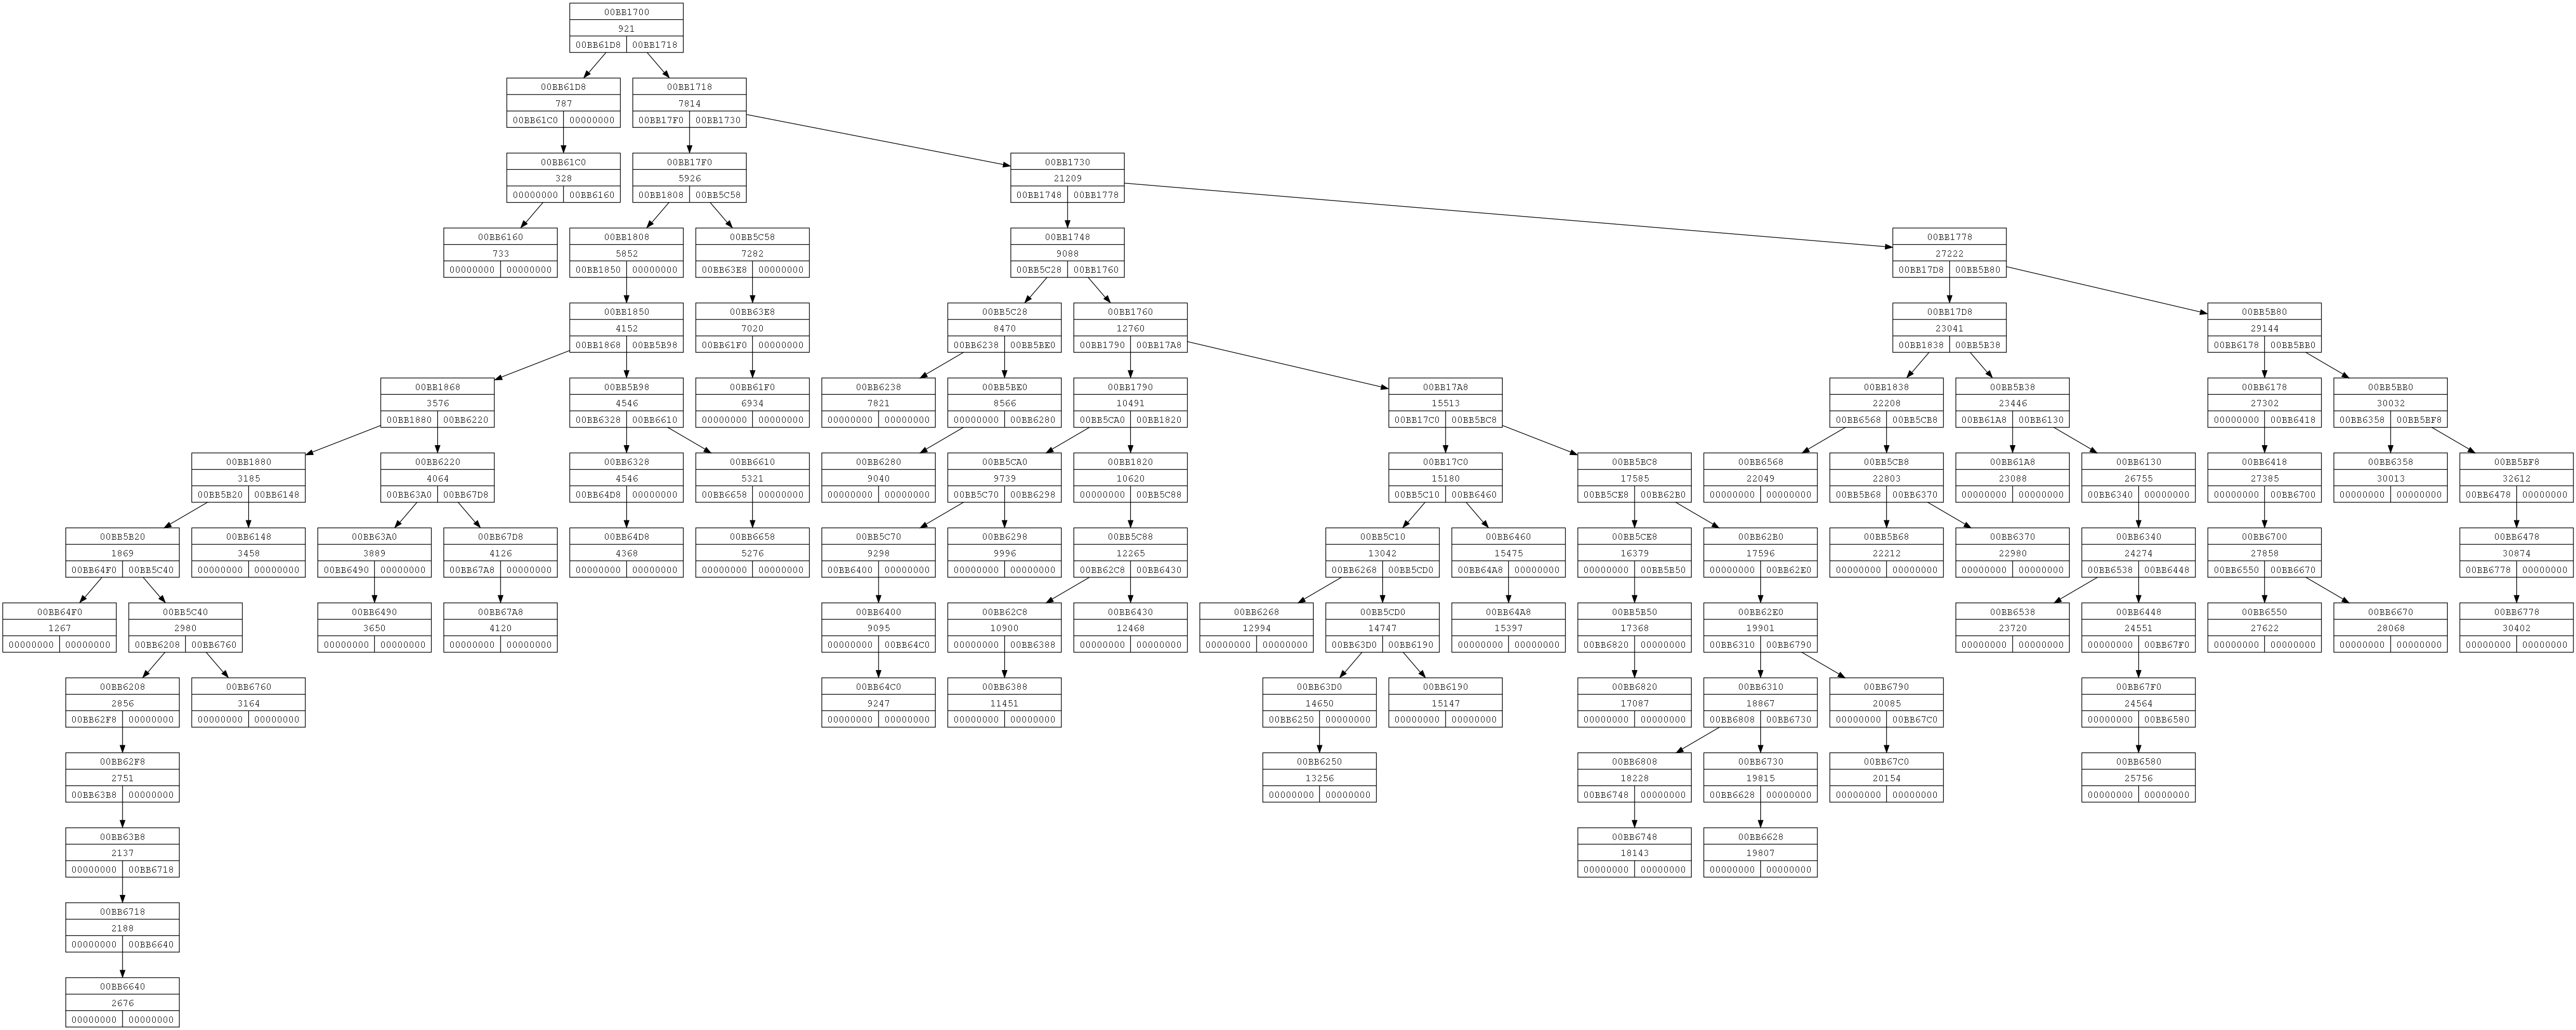 00BB1700
921
00BB61D8 00BB1718
00BB61D8
787
00BB61C0 00000000
00BB1718
7814
00BB17F0 00BB1730
00BB61C0
328
00000000 00BB6160
00BB17F0
5926
00BB1808 00BB5C58
00BB1730
21209
00BB1748 00BB1778
00BB6160
733
00000000 00000000
00BB1808
5852
00BB1850 00000000
00BB5C58
7282
00BB63E8 00000000
00BB1748
9088
00BB5C28 00BB1760
00BB1778
27222
00BB17D8 00BB5B80
00BB1850
4152
00BB1868 00BB5B98
00BB63E8
7020
00BB61F0 00000000
00BB5C28
8470
00BB6238 00BB5BE0
00BB1760
12760
00BB1790 00BB17A8
00BB17D8
23041
00BB1838 00BB5B38
00BB5B80
29144
00BB6178 00BB5BB0
00BB1868
3576
00BB1880 00BB6220
00BB5B98
4546
00BB6328 00BB6610
00BB61F0
6934
00000000 00000000
00BB6238
7821
00000000 00000000
00BB5BE0
8566
00000000 00BB6280
00BB1790
10491
00BB5CA0 00BB1820
00BB17A8
15513
00BB17C0 00BB5BC8
00BB1838
22208
00BB6568 00BB5CB8
00BB5B38
23446
00BB61A8 00BB6130
00BB6178
27302
00000000 00BB6418
00BB5BB0
30032
00BB6358 00BB5BF8
00BB1880
3185
00BB5B20 00BB6148
00BB6220
4064
00BB63A0 00BB67D8
00BB6328
4546
00BB64D8 00000000
00BB6610
5321
00BB6658 00000000
00BB6280
9040
00000000 00000000
00BB5CA0
9739
00BB5C70 00BB6298
00BB1820
10620
00000000 00BB5C88
00BB17C0
15180
00BB5C10 00BB6460
00BB5BC8
17585
00BB5CE8 00BB62B0
00BB6568
22049
00000000 00000000
00BB5CB8
22803
00BB5B68 00BB6370
00BB61A8
23088
00000000 00000000
00BB6130
26755
00BB6340 00000000
00BB6418
27385
00000000 00BB6700
00BB6358
30013
00000000 00000000
00BB5BF8
32612
00BB6478 00000000
00BB5B20
1869
00BB64F0 00BB5C40
00BB6148
3458
00000000 00000000
00BB63A0
3889
00BB6490 00000000
00BB67D8
4126
00BB67A8 00000000
00BB64D8
4368
00000000 00000000
00BB6658
5276
00000000 00000000
00BB5C70
9298
00BB6400 00000000
00BB6298
9996
00000000 00000000
00BB5C88
12265
00BB62C8 00BB6430
00BB5C10
13042
00BB6268 00BB5CD0
00BB6460
15475
00BB64A8 00000000
00BB5CE8
16379
00000000 00BB5B50
00BB62B0
17596
00000000 00BB62E0
00BB5B68
22212
00000000 00000000
00BB6370
22980
00000000 00000000
00BB6340
24274
00BB6538 00BB6448
00BB6700
27858
00BB6550 00BB6670
00BB6478
30874
00BB6778 00000000
00BB64F0
1267
00000000 00000000
00BB5C40
2980
00BB6208 00BB6760
00BB6490
3650
00000000 00000000
00BB67A8
4120
00000000 00000000
00BB6400
9095
00000000 00BB64C0
00BB62C8
10900
00000000 00BB6388
00BB6430
12468
00000000 00000000
00BB6268
12994
00000000 00000000
00BB5CD0
14747
00BB63D0 00BB6190
00BB64A8
15397
00000000 00000000
00BB5B50
17368
00BB6820 00000000
00BB62E0
19901
00BB6310 00BB6790
00BB6538
23720
00000000 00000000
00BB6448
24551
00000000 00BB67F0
00BB6550
27622
00000000 00000000
00BB6670
28068
00000000 00000000
00BB6778
30402
00000000 00000000
00BB6208
2856
00BB62F8 00000000
00BB6760
3164
00000000 00000000
00BB64C0
9247
00000000 00000000
00BB6388
11451
00000000 00000000
00BB63D0
14650
00BB6250 00000000
00BB6190
15147
00000000 00000000
00BB6820
17087
00000000 00000000
00BB6310
18867
00BB6808 00BB6730
00BB6790
20085
00000000 00BB67C0
00BB67F0
24564
00000000 00BB6580
00BB62F8
2751
00BB63B8 00000000
00BB6250
13256
00000000 00000000
00BB6808
18228
00BB6748 00000000
00BB6730
19815
00BB6628 00000000
00BB67C0
20154
00000000 00000000
00BB6580
25756
00000000 00000000
00BB63B8
2137
00000000 00BB6718
00BB6748
18143
00000000 00000000
00BB6628
19807
00000000 00000000
00BB6718
2188
00000000 00BB6640
00BB6640
2676
00000000 00000000